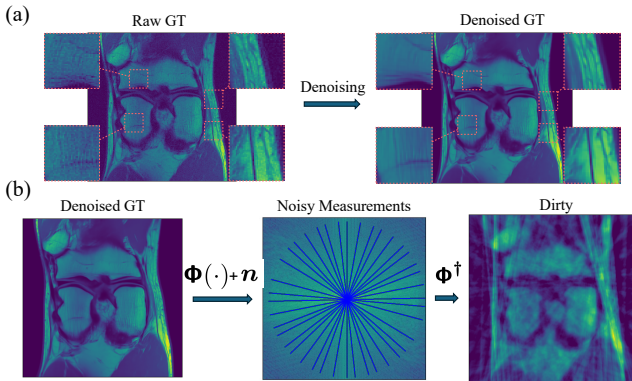 (a)
Raw GT
Denoised GT
Denoising
(b)
Denoised GT
Noisy Measurements
Dirty
Φ(·)+n
Φ†